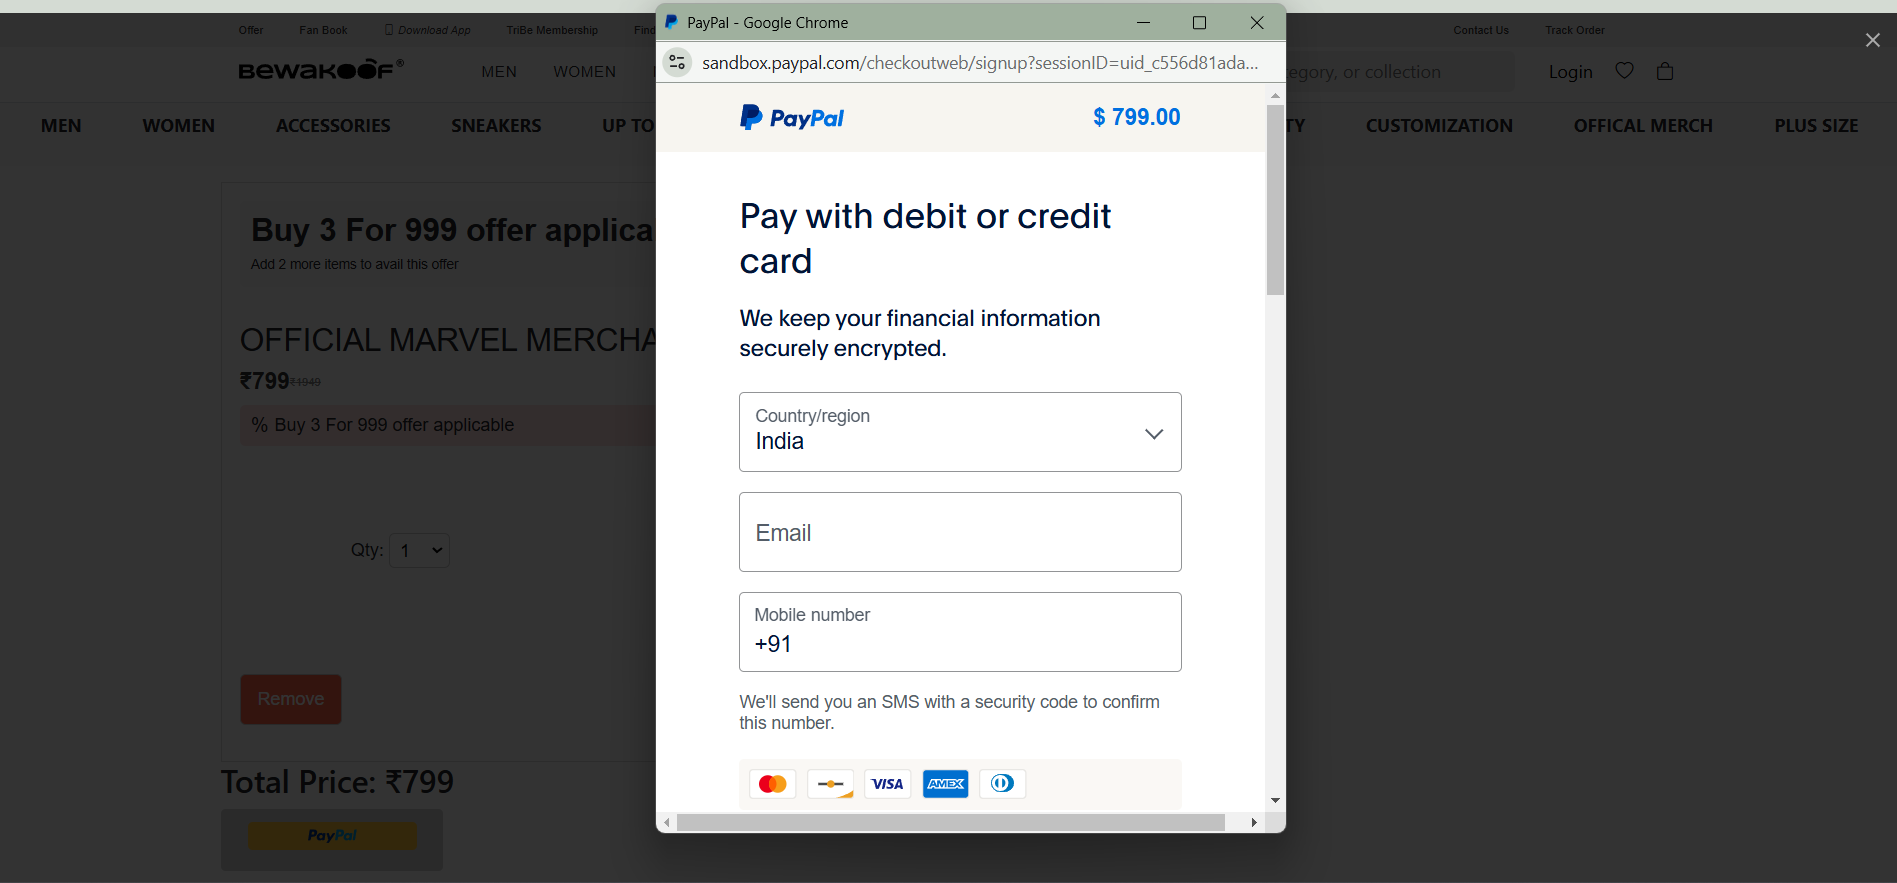 PayPal - Google Chrome
sandbox.paypal.com/checkoutweb/signup?sessionID=uid_c556d81ada...
Offer Fan Book Download App TriBe Membership Find Contact Us Track Order
BEWAKOOF® MEN WOMEN egory, or collection Login
MEN WOMEN ACCESSORIES SNEAKERS UP TO TY CUSTOMIZATION OFFICAL MERCH PLUS SIZE
Buy 3 For 999 offer applica
Add 2 more items to avail this offer
OFFICIAL MARVEL MERCHA
₹799 ₹1949
% Buy 3 For 999 offer applicable
Qty: 1
Remove
Total Price: ₹799
PayPal
PayPal $ 799.00
Pay with debit or credit
card
We keep your financial information
securely encrypted.
Country/region
India
Email
Mobile number
+91
We'll send you an SMS with a security code to confirm
this number.
VISA AMEX